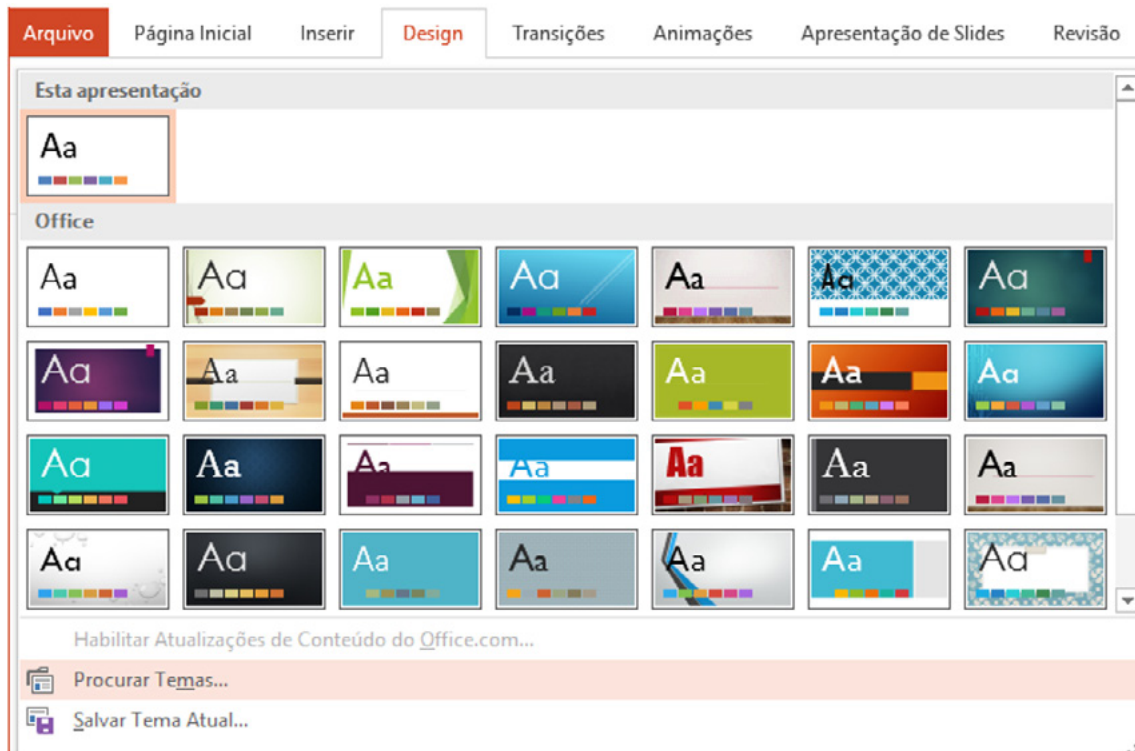 Arquivo Página Inicial Inserir Design Transições Animações Apresentação de Slides Revisão
Esta apresentação
Aa
Office
Aa Aa Aa Aa Aa Aa Aa
Aa Aa Aa Aa Aa Aa Aa
Aa Aa Aa Aa Aa Aa Aa
Aa Aa Aa Aa Aa Aa Aa
Habilitar Atualizações de Conteúdo do Office.com...
Procurar Temas...
Salvar Tema Atual...